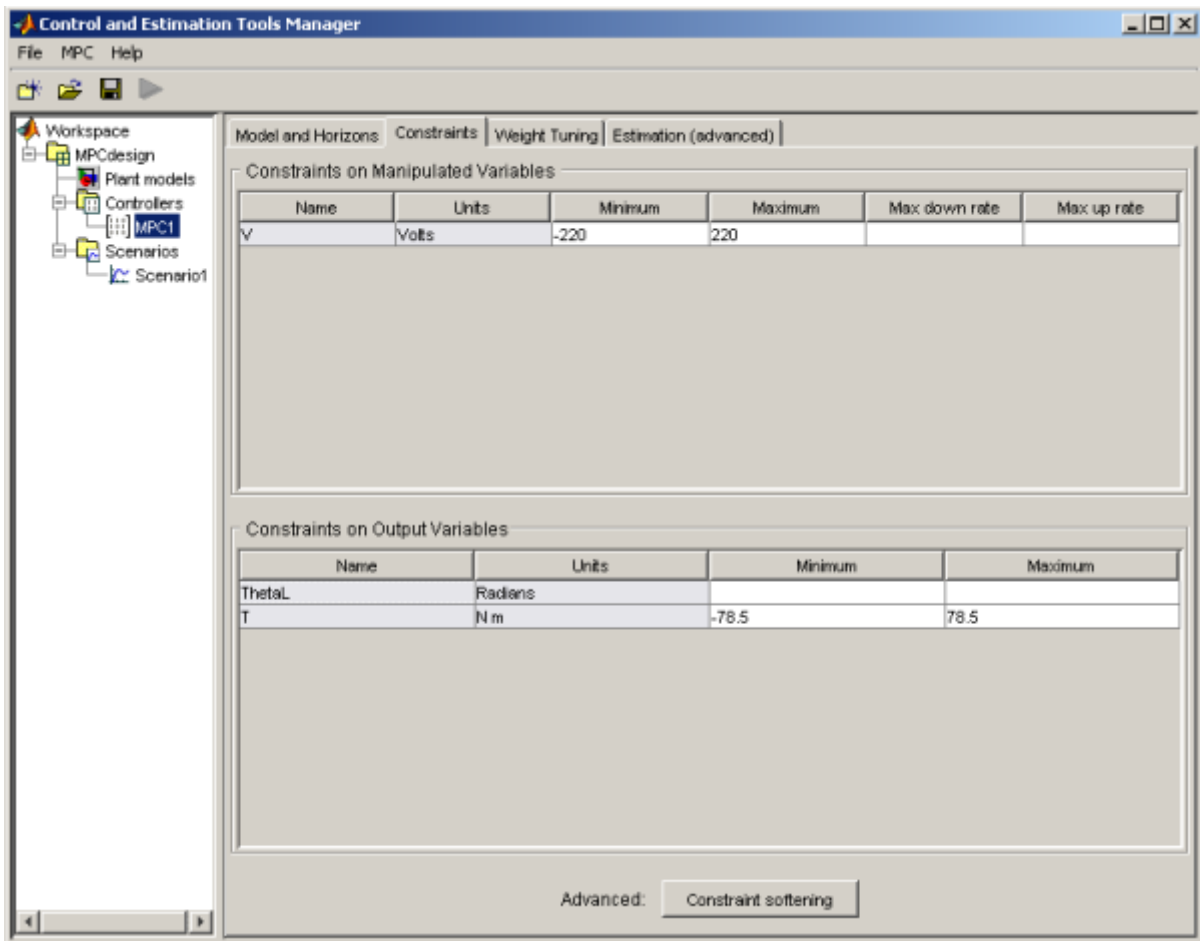 Control and Estimation Tools Manager
File MPC Help
Workspace
MPCdesign
Plant models
Controllers
MPC1
Scenarios
Scenario1
Model and Horizons Constraints Weight Tuning Estimation (advanced)
Constraints on Manipulated Variables
Name Units Minimum Maximum Max down rate Max up rate
V Volts -220 220
Constraints on Output Variables
Name Units Minimum Maximum
ThetaL Radians
T N m -78.5 78.5
Advanced: Constraint softening